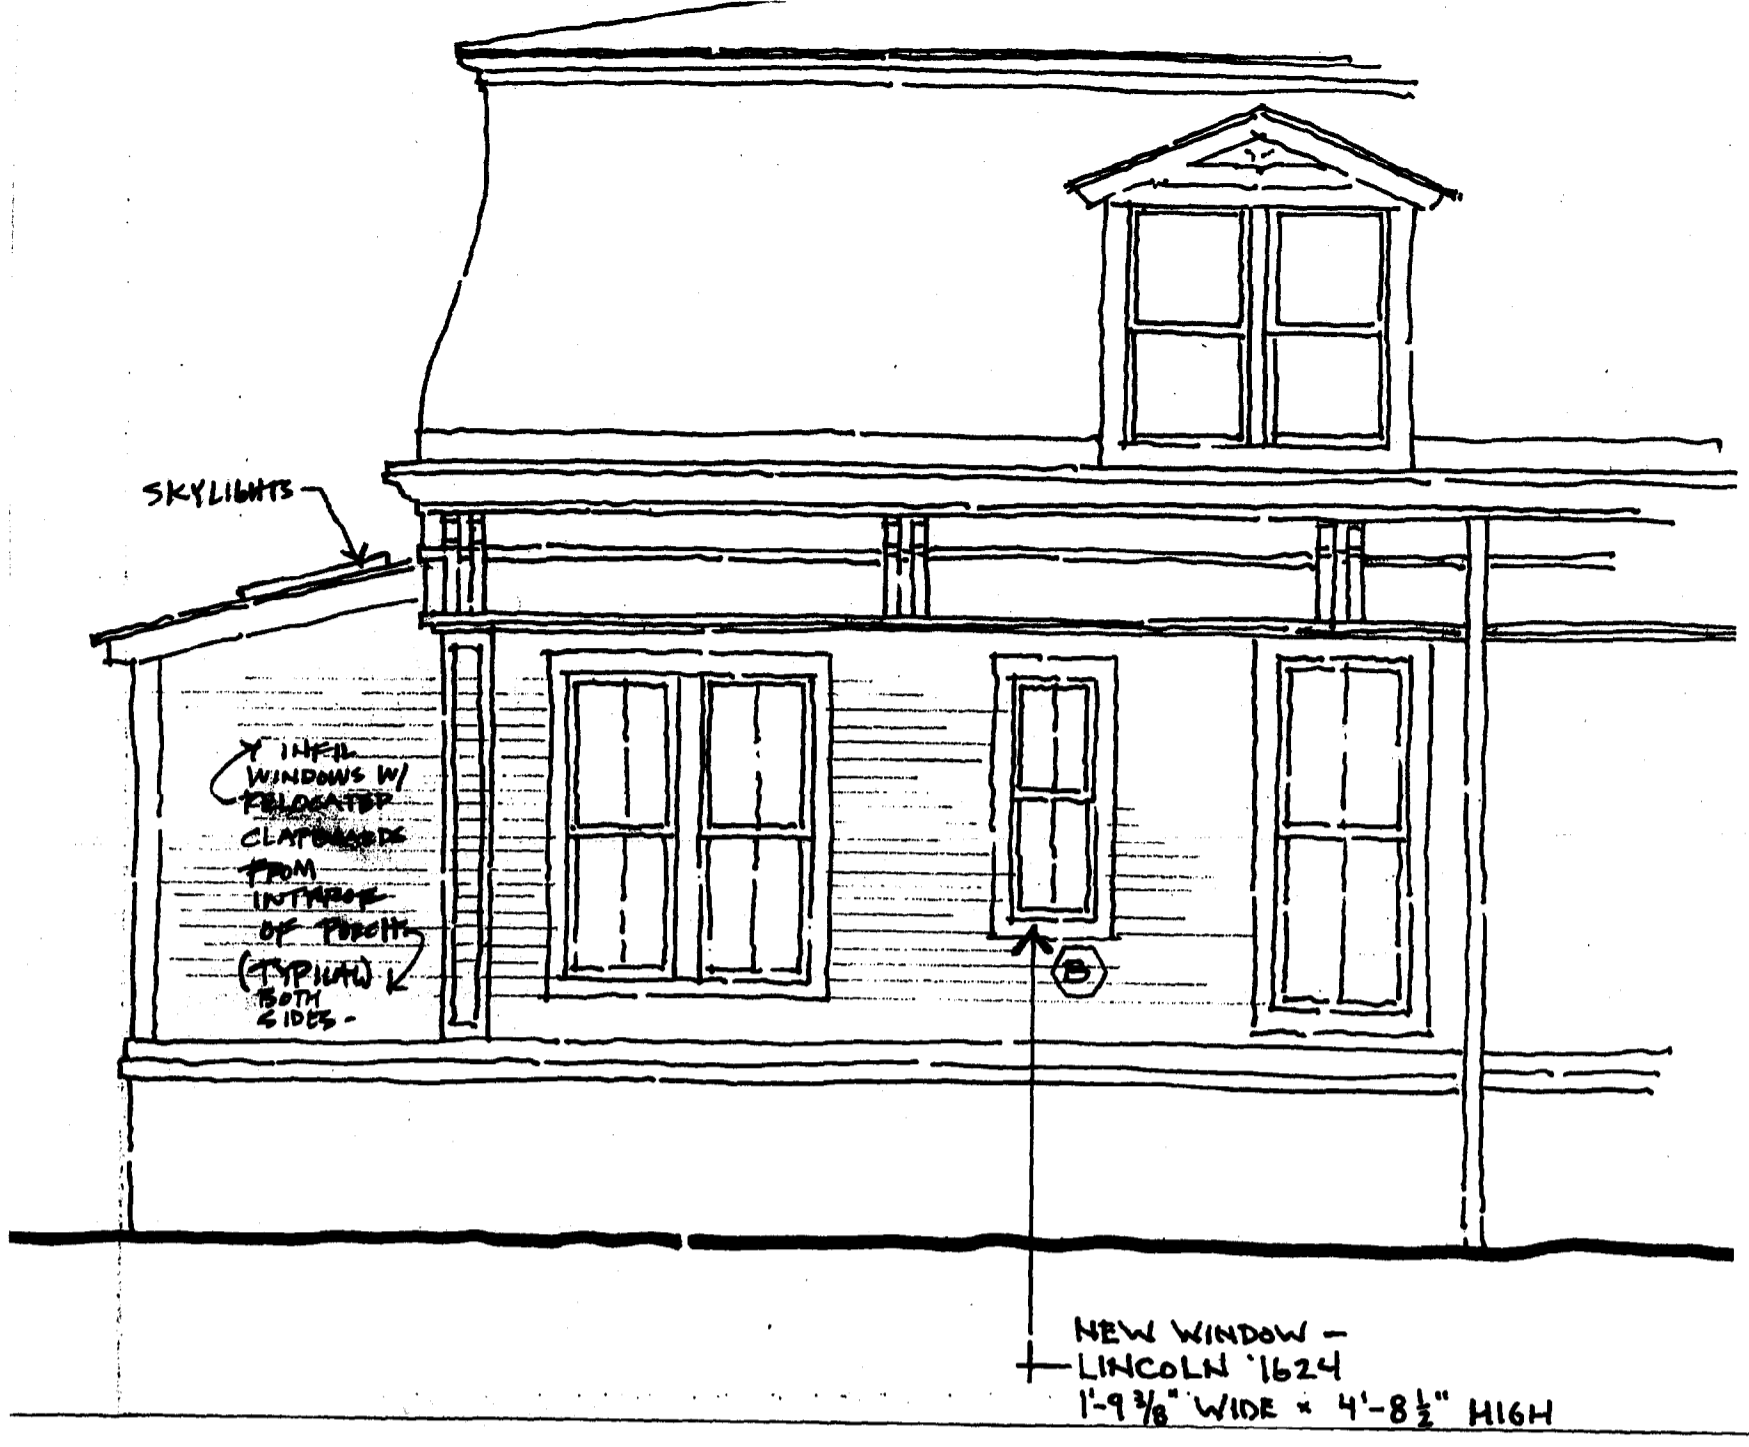 SKYLIGHTS
INFIL
WINDOWS W/
RELOCATED
CLAPBOARDS
FROM
INTERIOR
OF PORCH
(TYPICAL)
BOTH
SIDES -
B
NEW WINDOW -
LINCOLN '1624
1'-9 3/8" WIDE x 4'-8 1/2" HIGH